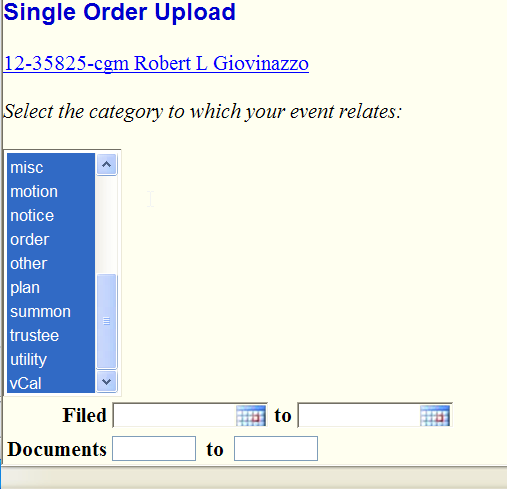 Single Order Upload
12-35825-cgm Robert L Giovinazzo
Select the category to which your event relates:
misc
motion
notice
order
other
plan
summon
trustee
utility
vCal
Filed to
Documents to